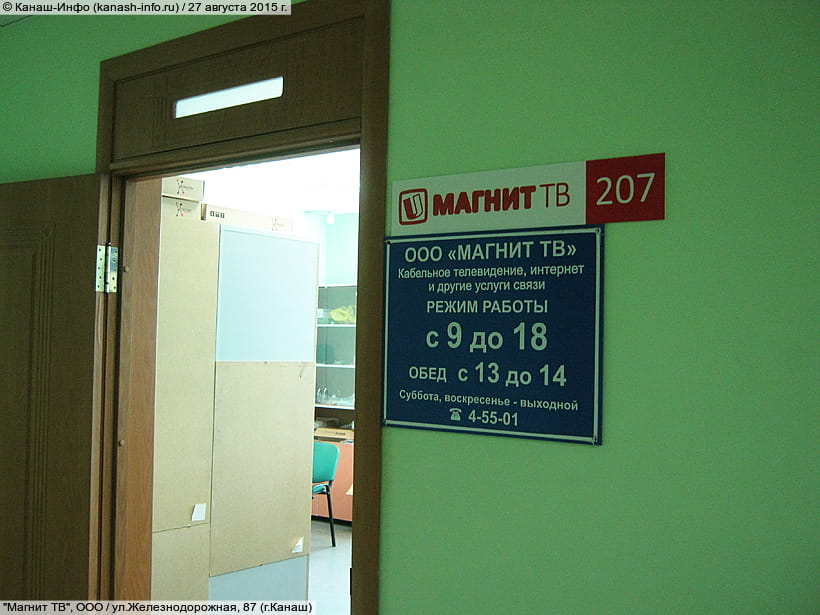 © Канаш-Инфо (kanash-info.ru) / 27 августа 2015 г.
МАГНИТ ТВ 207
ООО «МАГНИТ ТВ»
Кабельное телевидение, интернет
и другие услуги связи
РЕЖИМ РАБОТЫ
с 9 до 18
ОБЕД с 13 до 14
Суббота, воскресенье - выходной
☎ 4-55-01
"Магнит ТВ", ООО / ул.Железнодорожная, 87 (г.Канаш)